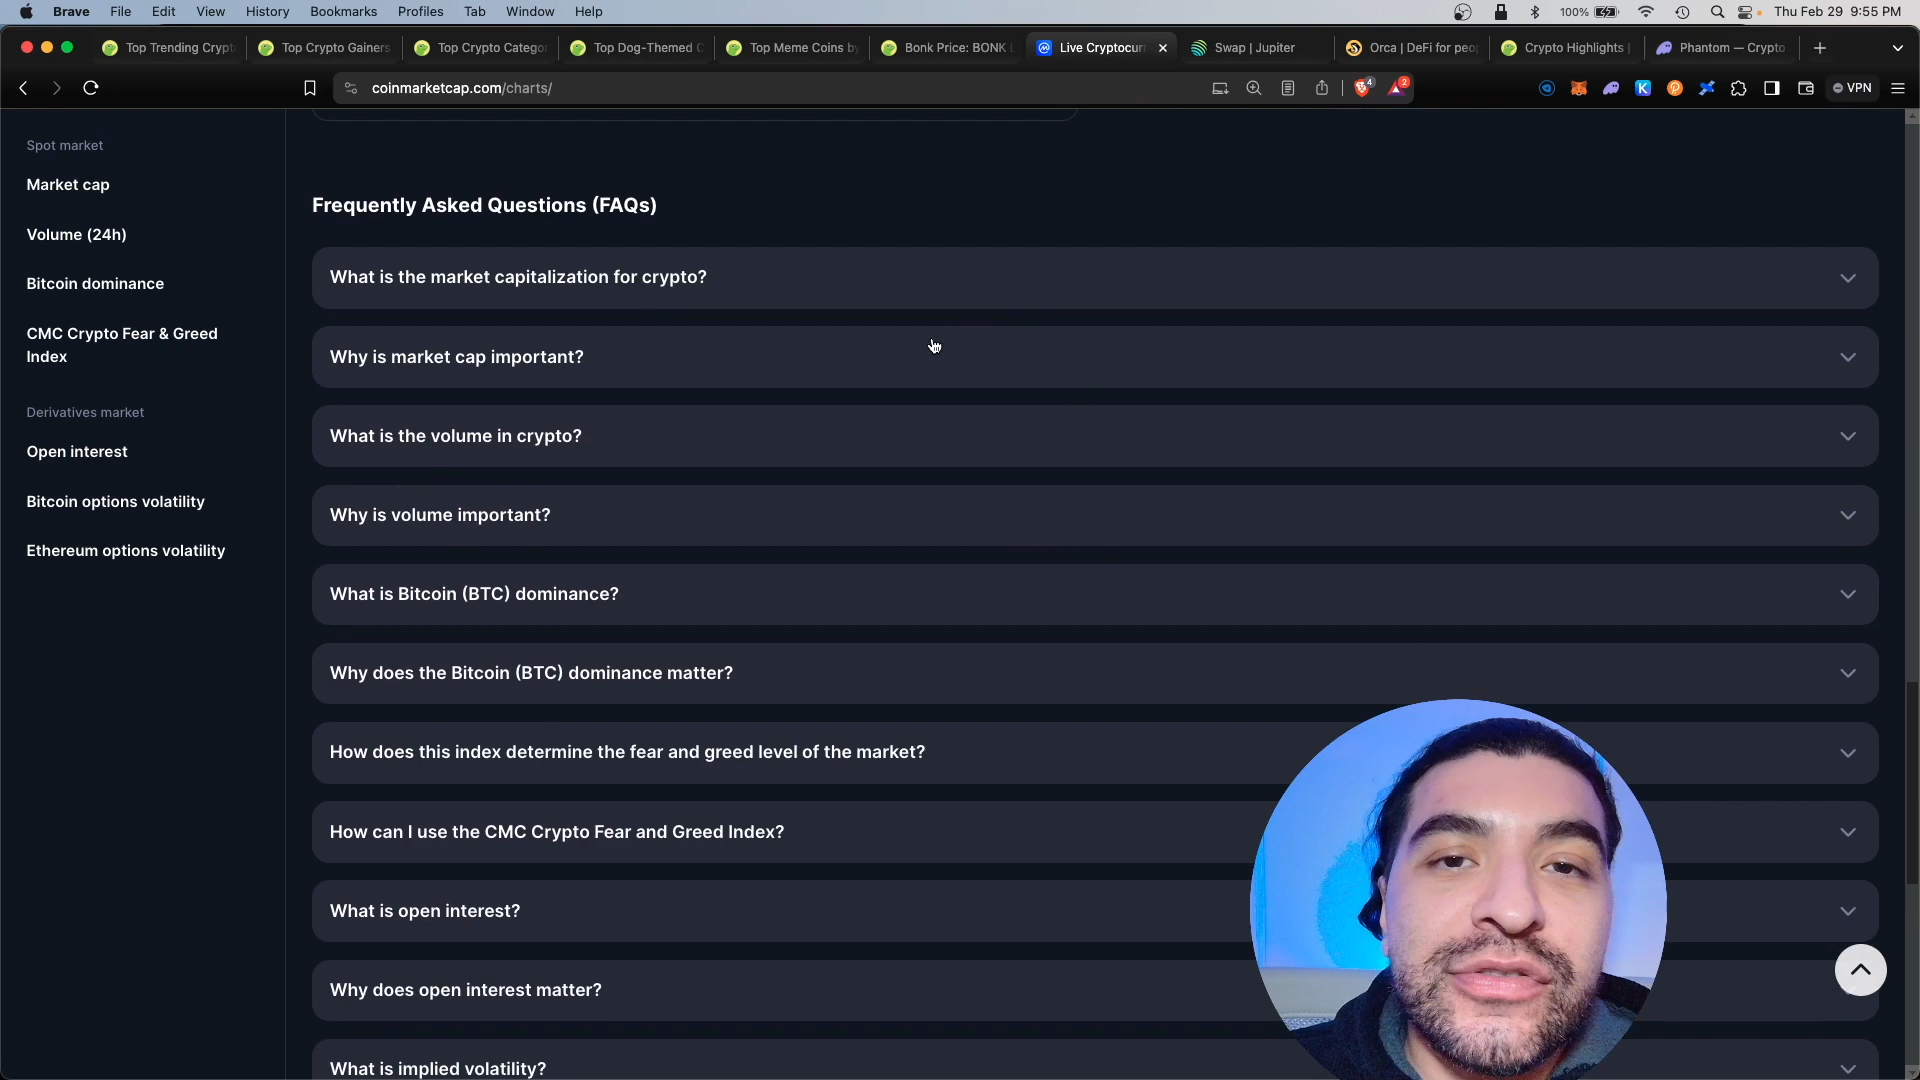 Brave File Edit View History Bookmarks Profiles Tab Window Help 100% Thu Feb 29 9:55 PM
Top Trending Crypt Top Crypto Gainers Top Crypto Catego Top Dog-Themed C Top Meme Coins by Bonk Price: BONK L Live Cryptocurr Swap | Jupiter Orca | DeFi for peop Crypto Highlights | Phantom — Crypto
coinmarketcap.com/charts/ 4 2 VPN
Spot market
Market cap
Volume (24h)
Bitcoin dominance
CMC Crypto Fear & Greed
Index
Derivatives market
Open interest
Bitcoin options volatility
Ethereum options volatility
Frequently Asked Questions (FAQs)
What is the market capitalization for crypto?
Why is market cap important?
What is the volume in crypto?
Why is volume important?
What is Bitcoin (BTC) dominance?
Why does the Bitcoin (BTC) dominance matter?
How does this index determine the fear and greed level of the market?
How can I use the CMC Crypto Fear and Greed Index?
What is open interest?
Why does open interest matter?
What is implied volatility?